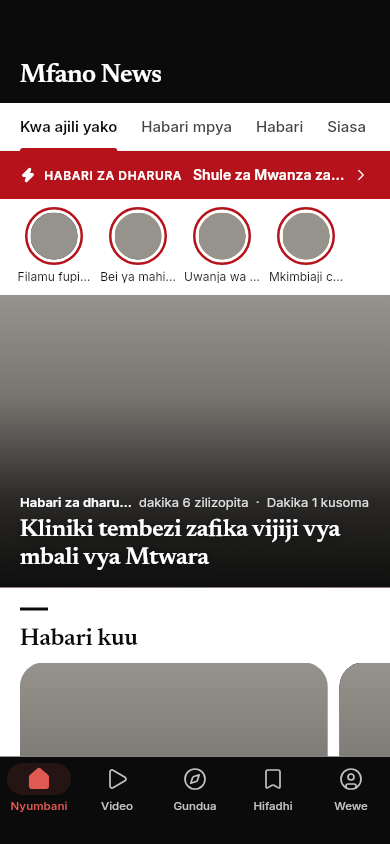 Mfano News
Kwa ajili yako Habari mpya Habari Siasa
HABARI ZA DHARURA Shule za Mwanza za...
Filamu fupi... Bei ya mahi... Uwanja wa ... Mkimbiaji c...
Habari za dharu... dakika 6 zilizopita · Dakika 1 kusoma
Kliniki tembezi zafika vijiji vya
mbali vya Mtwara
Habari kuu
Nyumbani Video Gundua Hifadhi Wewe